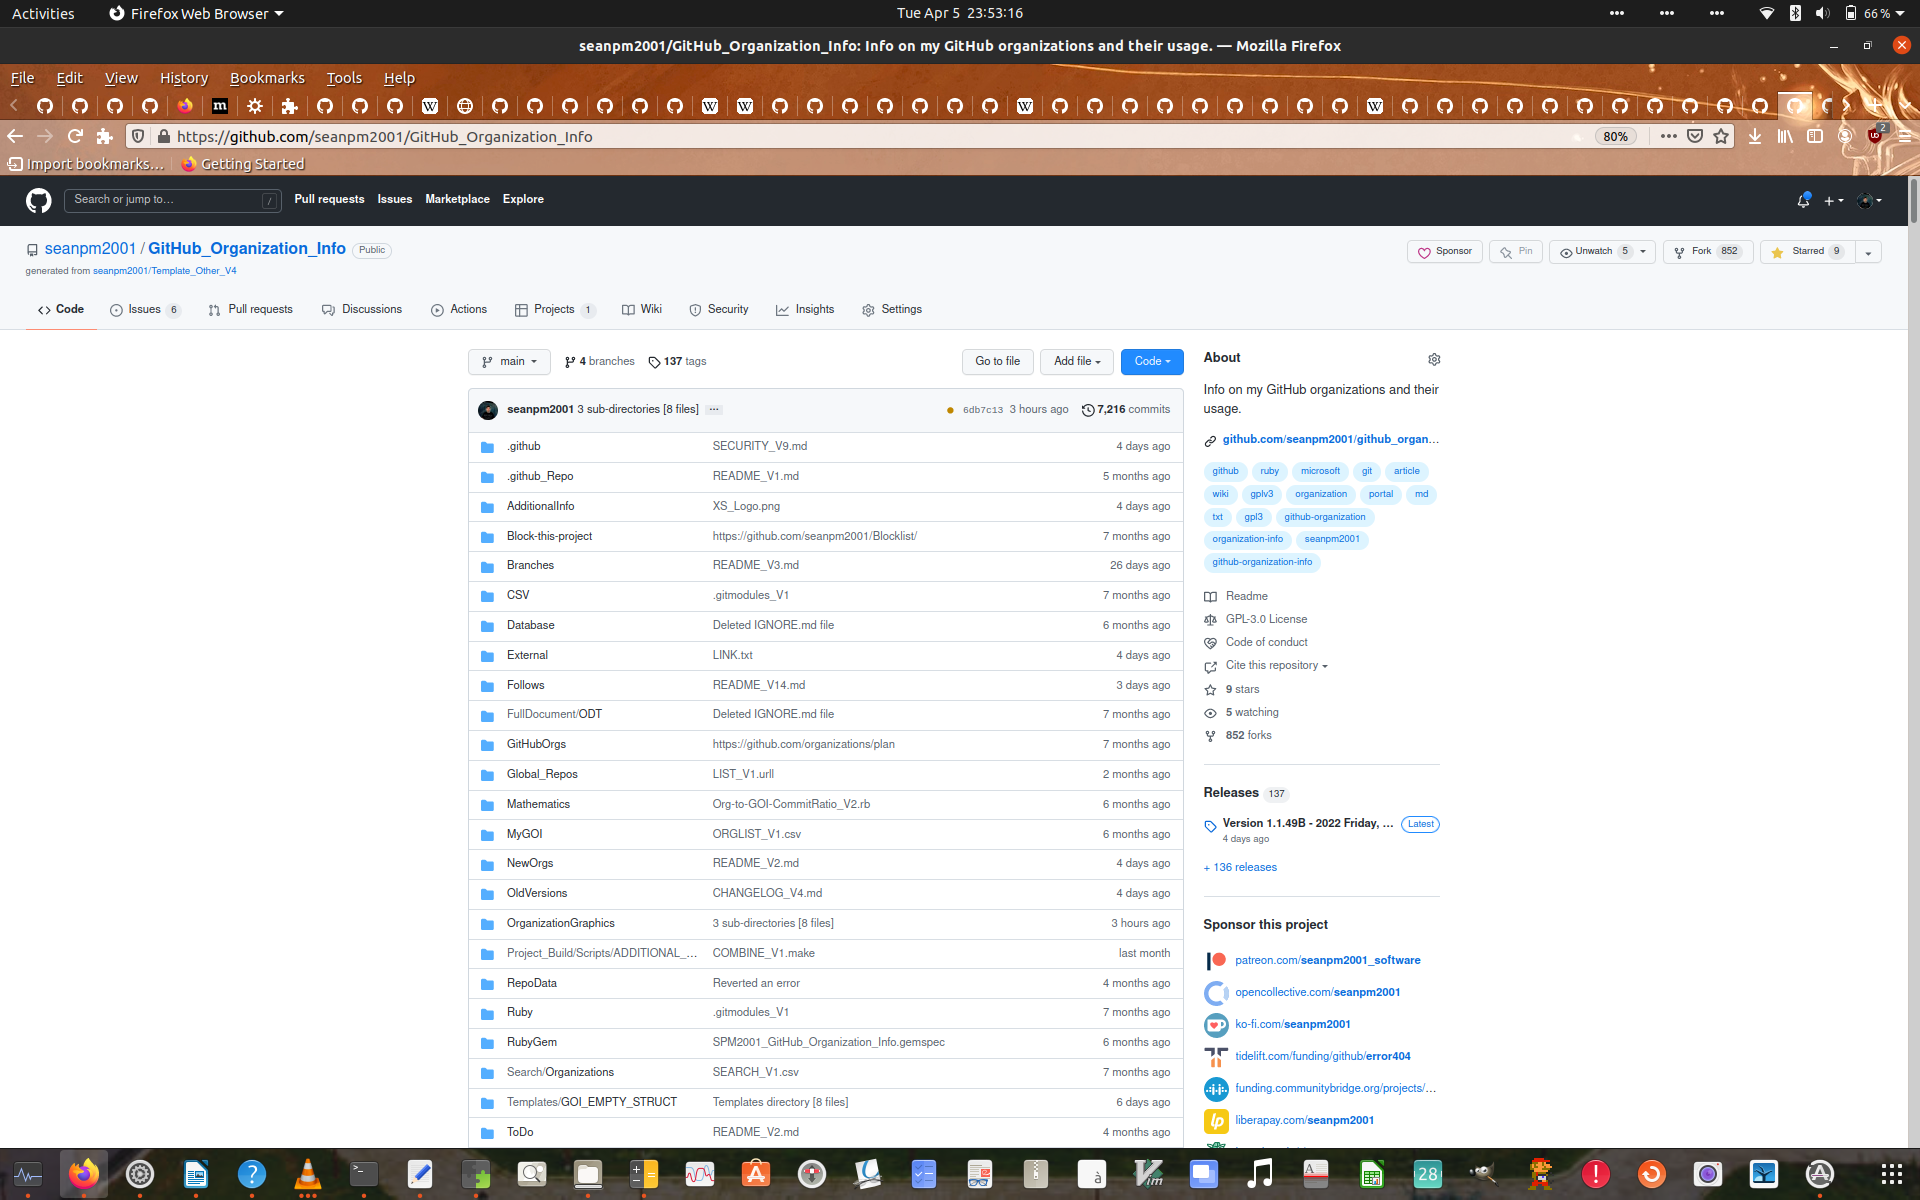 Activities Firefox Web Browser Tue Apr 5 23:53:16 66 %
seanpm2001/GitHub_Organization_Info: Info on my GitHub organizations and their usage. — Mozilla Firefox
File Edit View History Bookmarks Tools Help
https://github.com/seanpm2001/GitHub_Organization_Info 80% 2
Import bookmarks... Getting Started
Search or jump to... / Pull requests Issues Marketplace Explore
seanpm2001 / GitHub_Organization_Info Public Sponsor Pin Unwatch 5 Fork 852 Starred 9
generated from seanpm2001/Template_Other_V4
Code Issues 6 Pull requests Discussions Actions Projects 1 Wiki Security Insights Settings
main 4 branches 137 tags Go to file Add file Code
seanpm2001 3 sub-directories [8 files] ... 6db7c13 3 hours ago 7,216 commits
.github SECURITY_V9.md 4 days ago
.github_Repo README_V1.md 5 months ago
AdditionalInfo XS_Logo.png 4 days ago
Block-this-project https://github.com/seanpm2001/Blocklist/ 7 months ago
Branches README_V3.md 26 days ago
CSV .gitmodules_V1 7 months ago
Database Deleted IGNORE.md file 6 months ago
External LINK.txt 4 days ago
Follows README_V14.md 3 days ago
FullDocument/ODT Deleted IGNORE.md file 7 months ago
GitHubOrgs https://github.com/organizations/plan 7 months ago
Global_Repos LIST_V1.urll 2 months ago
Mathematics Org-to-GOI-CommitRatio_V2.rb 6 months ago
MyGOI ORGLIST_V1.csv 6 months ago
NewOrgs README_V2.md 4 days ago
OldVersions CHANGELOG_V4.md 4 days ago
OrganizationGraphics 3 sub-directories [8 files] 3 hours ago
Project_Build/Scripts/ADDITIONAL_... COMBINE_V1.make last month
RepoData Reverted an error 4 months ago
Ruby .gitmodules_V1 7 months ago
RubyGem SPM2001_GitHub_Organization_Info.gemspec 6 months ago
Search/Organizations SEARCH_V1.csv 7 months ago
Templates/GOI_EMPTY_STRUCT Templates directory [8 files] 6 days ago
ToDo README_V2.md 4 months ago
About
Info on my GitHub organizations and their
usage.
github.com/seanpm2001/github_organ...
github ruby microsoft git article
wiki gplv3 organization portal md
txt gpl3 github-organization
organization-info seanpm2001
github-organization-info
Readme
GPL-3.0 License
Code of conduct
Cite this repository
9 stars
5 watching
852 forks
Releases 137
Version 1.1.49B - 2022 Friday, ... Latest
4 days ago
+ 136 releases
Sponsor this project
patreon.com/seanpm2001_software
opencollective.com/seanpm2001
ko-fi.com/seanpm2001
tidelift.com/funding/github/error404
funding.communitybridge.org/projects/...
lp liberapay.com/seanpm2001
28